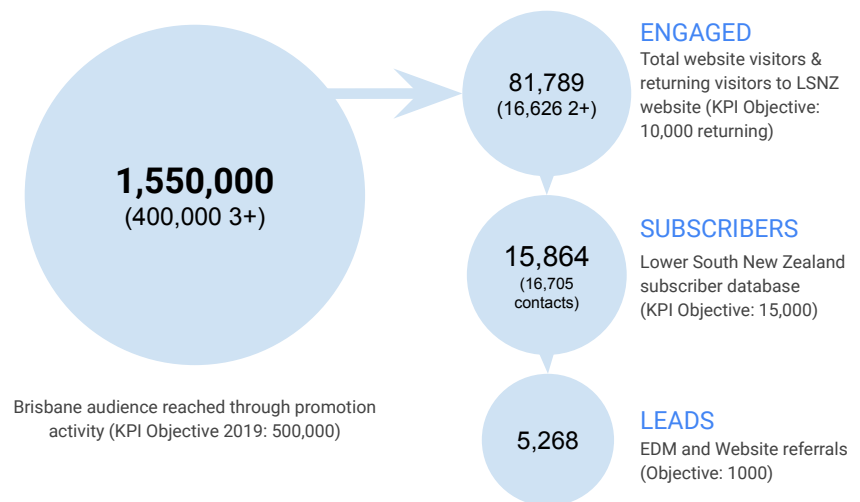 1,550,000
(400,000 3+)
Brisbane audience reached through promotion
activity (KPI Objective 2019: 500,000)
81,789
(16,626 2+)
ENGAGED
Total website visitors &
returning visitors to LSNZ
website (KPI Objective:
10,000 returning)
15,864
(16,705
contacts)
SUBSCRIBERS
Lower South New Zealand
subscriber database
(KPI Objective: 15,000)
5,268
LEADS
EDM and Website referrals
(Objective: 1000)